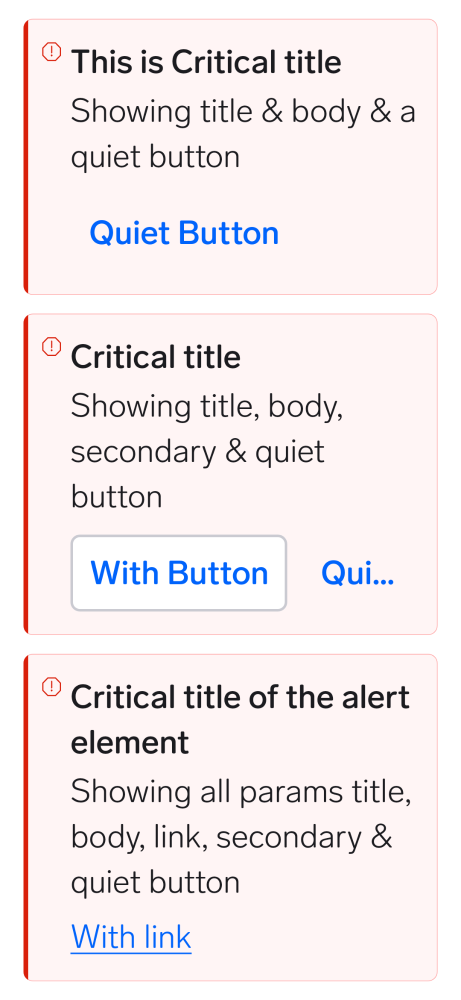 This is Critical title
Showing title & body & a
quiet button
Quiet Button
Critical title
Showing title, body,
secondary & quiet
button
With Button
Qui...
Critical title of the alert
element
Showing all params title,
body, link, secondary &
quiet button
With link